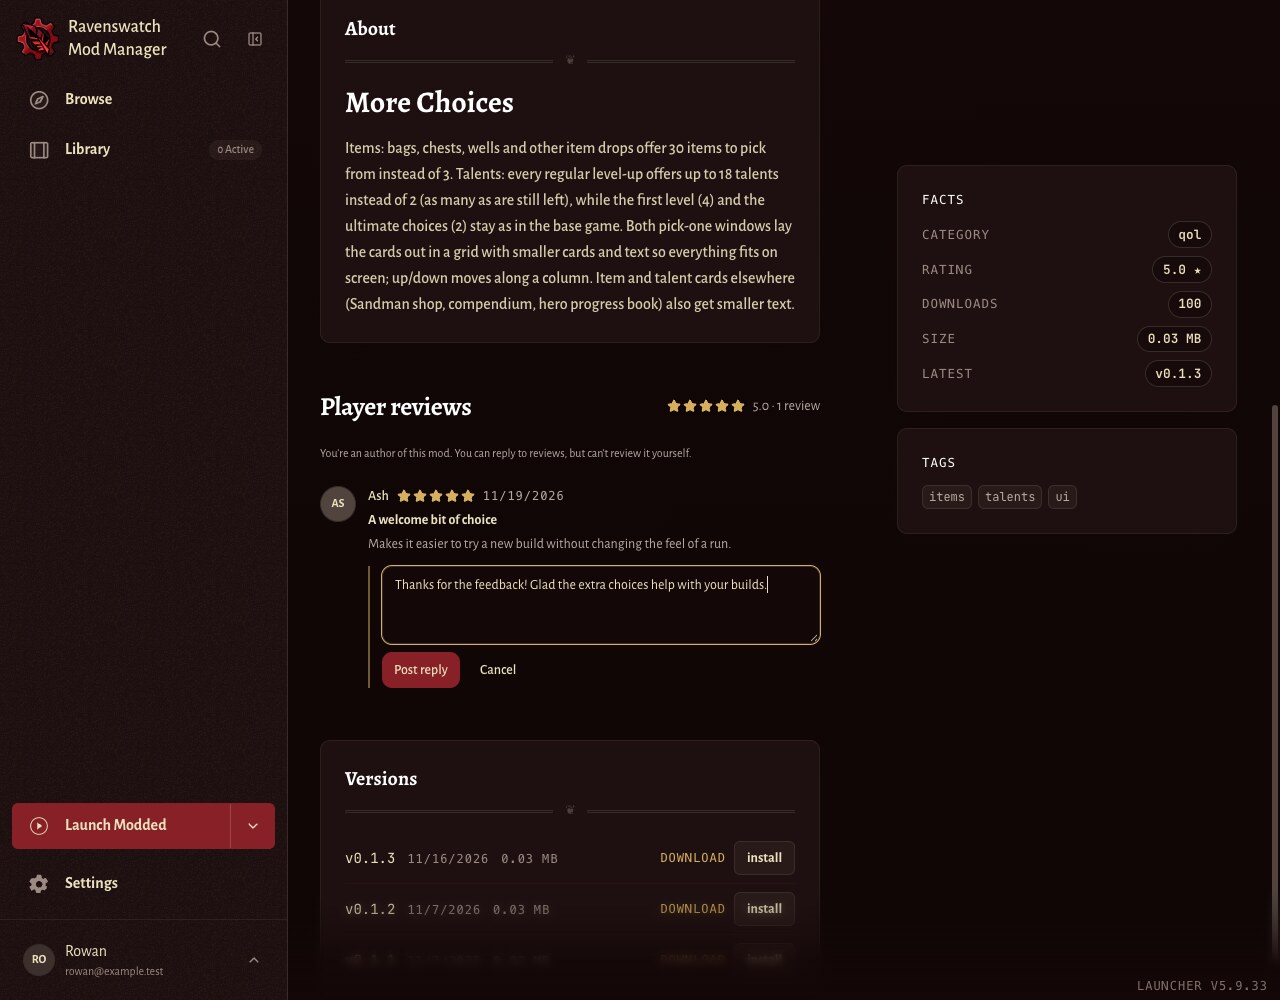 Ravenswatch
Mod Manager
Browse
Library
0 Active
Launch Modded
Settings
RO
Rowan
rowan@example.test
About
More Choices
Items: bags, chests, wells and other item drops offer 30 items to pick
from instead of 3. Talents: every regular level-up offers up to 18 talents
instead of 2 (as many as are still left), while the first level (4) and the
ultimate choices (2) stay as in the base game. Both pick-one windows lay
the cards out in a grid with smaller cards and text so everything fits on
screen; up/down moves along a column. Item and talent cards elsewhere
(Sandman shop, compendium, hero progress book) also get smaller text.
Player reviews
5.0 · 1 review
You're an author of this mod. You can reply to reviews, but can't review it yourself.
AS
Ash 11/19/2026
A welcome bit of choice
Makes it easier to try a new build without changing the feel of a run.
Thanks for the feedback! Glad the extra choices help with your builds.
Post reply
Cancel
Versions
v0.1.3 11/16/2026 0.03 MB DOWNLOAD install
v0.1.2 11/7/2026 0.03 MB DOWNLOAD install
FACTS
CATEGORY qol
RATING 5.0 ★
DOWNLOADS 100
SIZE 0.03 MB
LATEST v0.1.3
TAGS
items talents ui
LAUNCHER V5.9.33